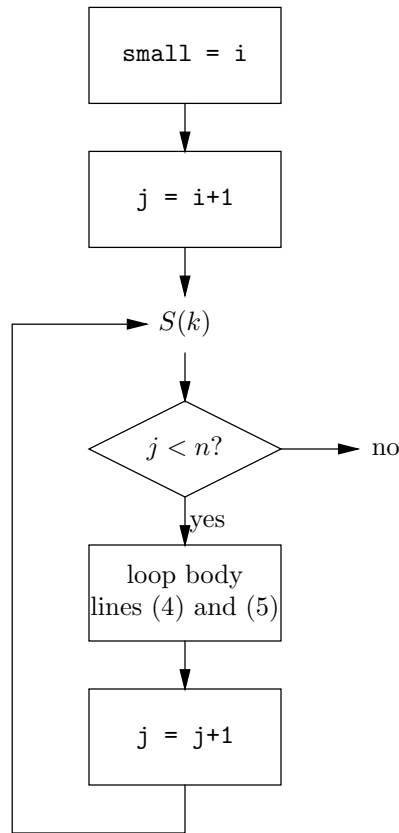 small = i
j = i+1
S(k)
j < n?
no
yes
loop body
lines (4) and (5)
j = j+1